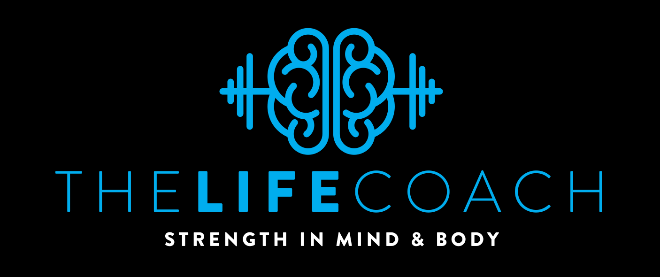 THELIFECOACH
STRENGTH IN MIND & BODY